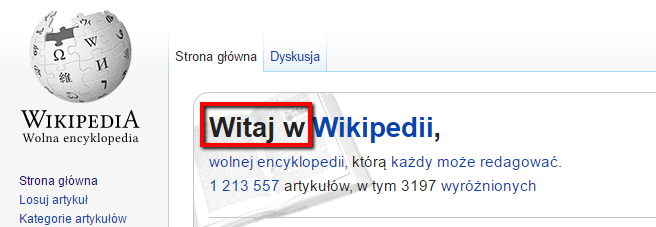 Ω
W
И
維
WIKIPEDIA
Wolna encyklopedia
Strona główna
Losuj artykuł
Kategorie artykułów
Strona główna
Dyskusja
Witaj w Wikipedii,
wolnej encyklopedii, którą każdy może redagować.
1 213 557 artykułów, w tym 3197 wyróżnionych